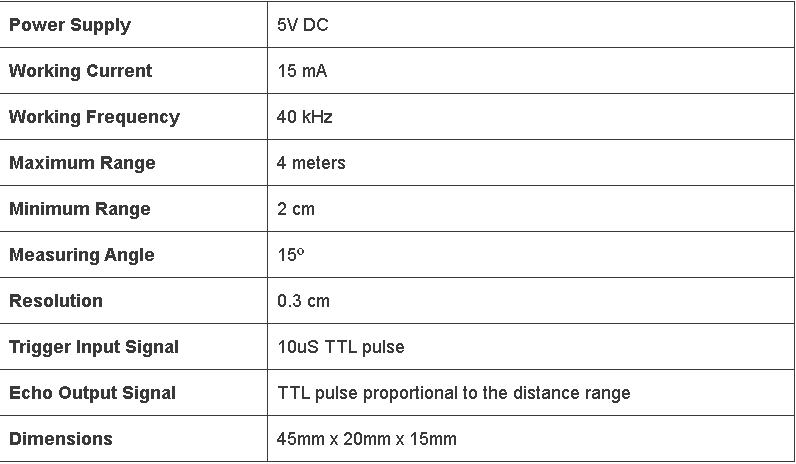 Power Supply 5V DC
Working Current 15 mA
Working Frequency 40 kHz
Maximum Range 4 meters
Minimum Range 2 cm
Measuring Angle 15º
Resolution 0.3 cm
Trigger Input Signal 10uS TTL pulse
Echo Output Signal TTL pulse proportional to the distance range
Dimensions 45mm x 20mm x 15mm